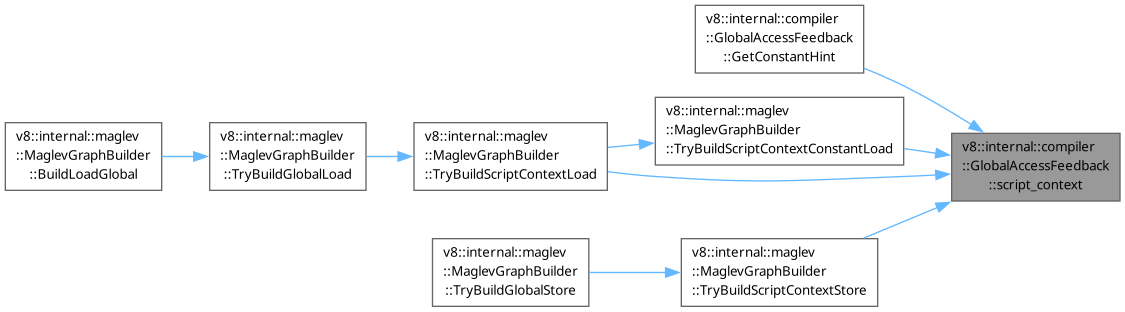 v8::internal::compiler
::GlobalAccessFeedback
::GetConstantHint
v8::internal::maglev
::MaglevGraphBuilder
::TryBuildScriptContextConstantLoad
v8::internal::maglev
::MaglevGraphBuilder
::BuildLoadGlobal
v8::internal::maglev
::MaglevGraphBuilder
::TryBuildGlobalLoad
v8::internal::maglev
::MaglevGraphBuilder
::TryBuildScriptContextLoad
v8::internal::compiler
::GlobalAccessFeedback
::script_context
v8::internal::maglev
::MaglevGraphBuilder
::TryBuildGlobalStore
v8::internal::maglev
::MaglevGraphBuilder
::TryBuildScriptContextStore